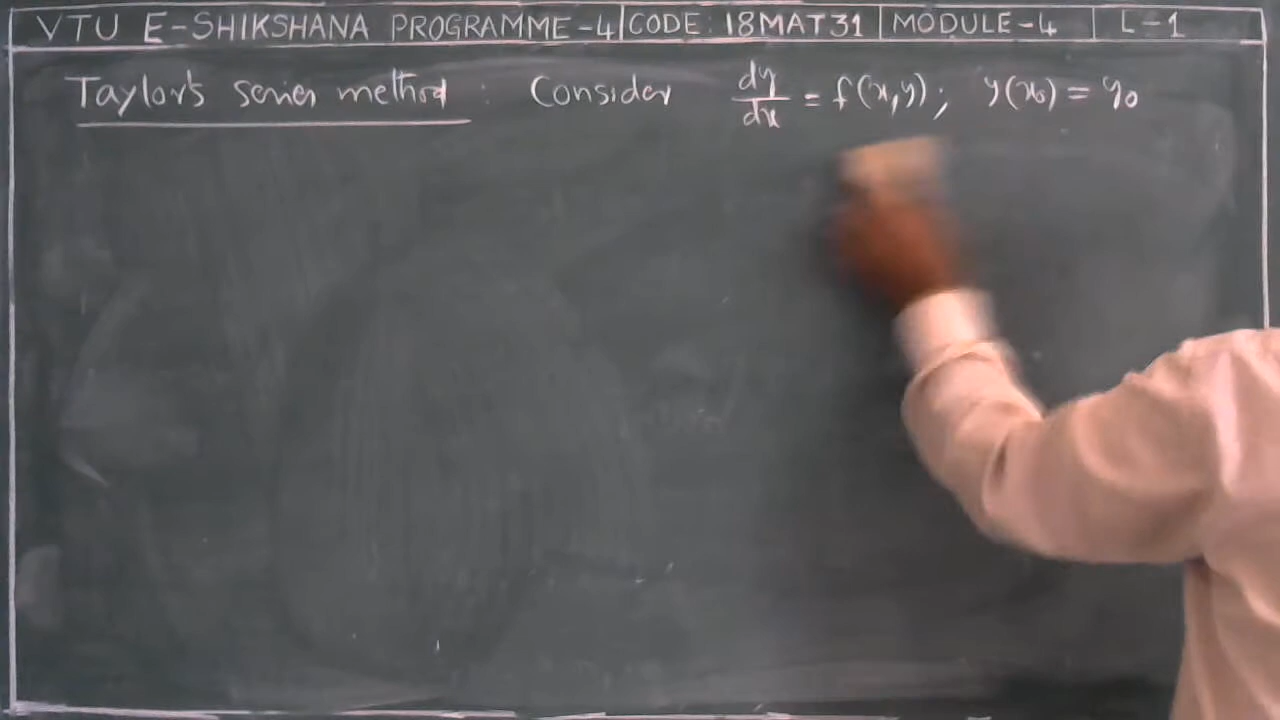 VTU E-SHIKSHANA PROGRAMME-4 | CODE: 18MAT31 | MODULE-4 | L-1
Taylor's series method : Consider dy/dx = f(x,y); y(x₀) = y₀